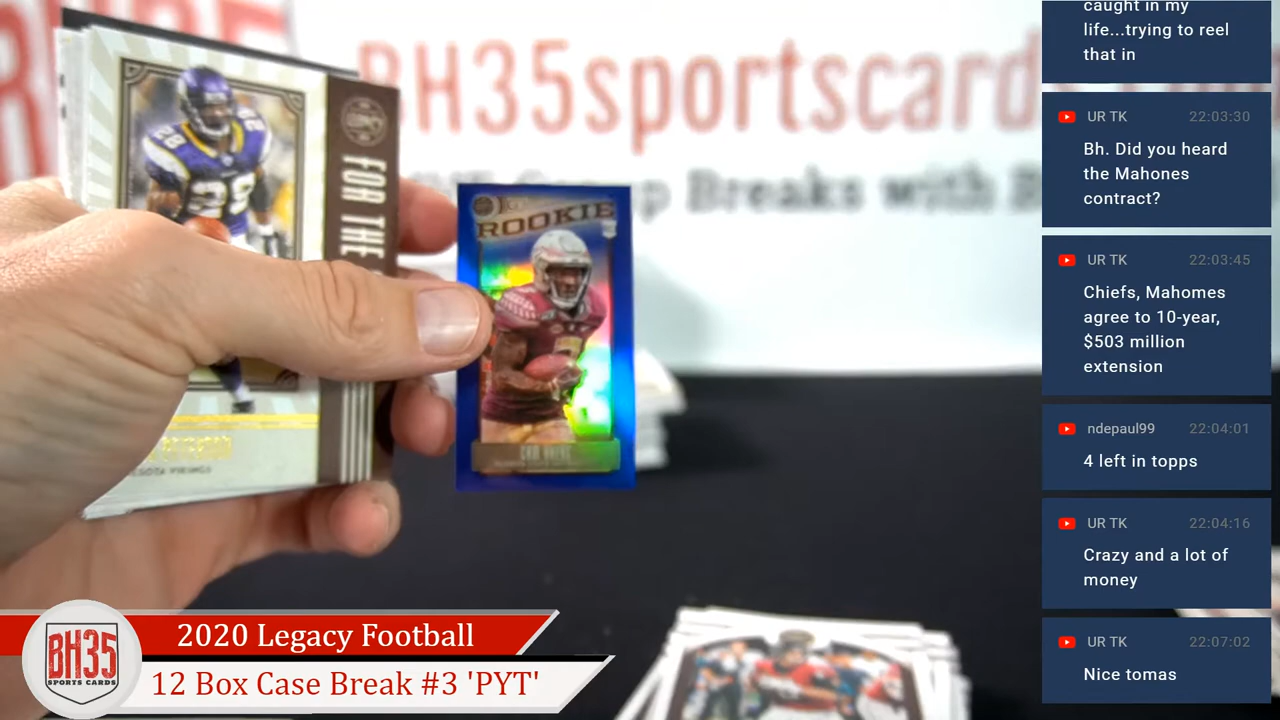 caught in my
life...trying to reel
that in
UR TK 22:03:30
Bh. Did you heard
the Mahones
contract?
UR TK 22:03:45
Chiefs, Mahomes
agree to 10-year,
$503 million
extension
ndepaul99 22:04:01
4 left in topps
UR TK 22:04:16
Crazy and a lot of
money
UR TK 22:07:02
Nice tomas
BH35sportscard
Group Breaks with B
FOR THE
28
ROOKIE
2020 Legacy Football
12 Box Case Break #3 'PYT'
BH35
SPORTS CARDS